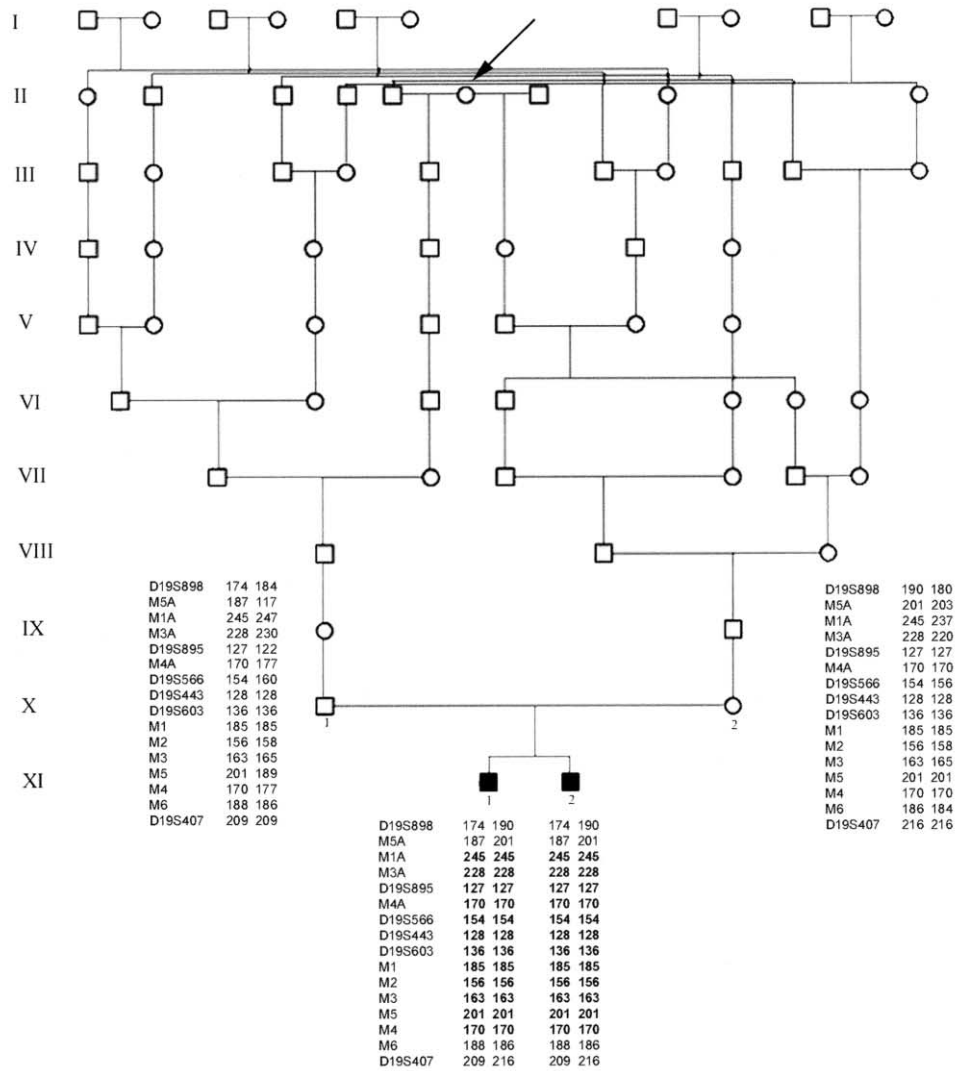 I
II
III
IV
V
VI
VII
VIII
IX
X
XI
D19S898 174 184
M5A 187 117
M1A 245 247
M3A 228 230
D19S895 127 122
M4A 170 177
D19S566 154 160
D19S443 128 128
D19S603 136 136
M1 185 185
M2 156 158
M3 163 165
M5 201 189
M4 170 177
M6 188 186
D19S407 209 209
1
2
D19S898 190 180
M5A 201 203
M1A 245 237
M3A 228 220
D19S895 127 127
M4A 170 170
D19S566 154 156
D19S443 128 128
D19S603 136 136
M1 185 185
M2 156 158
M3 163 165
M5 201 201
M4 170 170
M6 186 184
D19S407 216 216
1 2
D19S898 174 190 174 190
M5A 187 201 187 201
M1A 245 245 245 245
M3A 228 228 228 228
D19S895 127 127 127 127
M4A 170 170 170 170
D19S566 154 154 154 154
D19S443 128 128 128 128
D19S603 136 136 136 136
M1 185 185 185 185
M2 156 156 156 156
M3 163 163 163 163
M5 201 201 201 201
M4 170 170 170 170
M6 188 186 188 186
D19S407 209 216 209 216